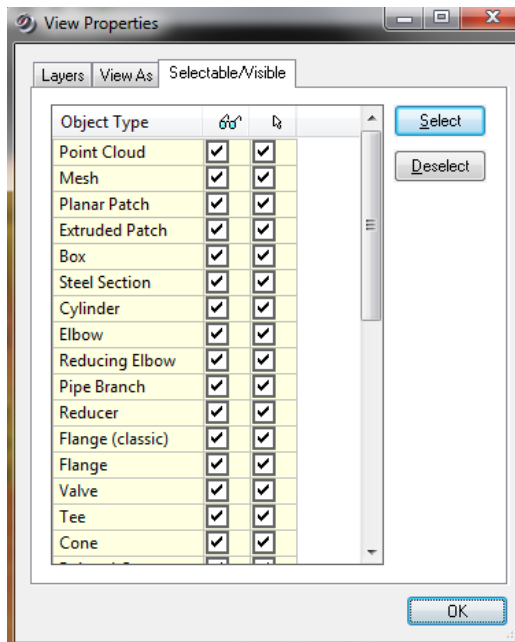 View Properties
Layers View As Selectable/Visible
Object Type
Select
Point Cloud
Deselect
Mesh
Planar Patch
Extruded Patch
Box
Steel Section
Cylinder
Elbow
Reducing Elbow
Pipe Branch
Reducer
Flange (classic)
Flange
Valve
Tee
Cone
OK